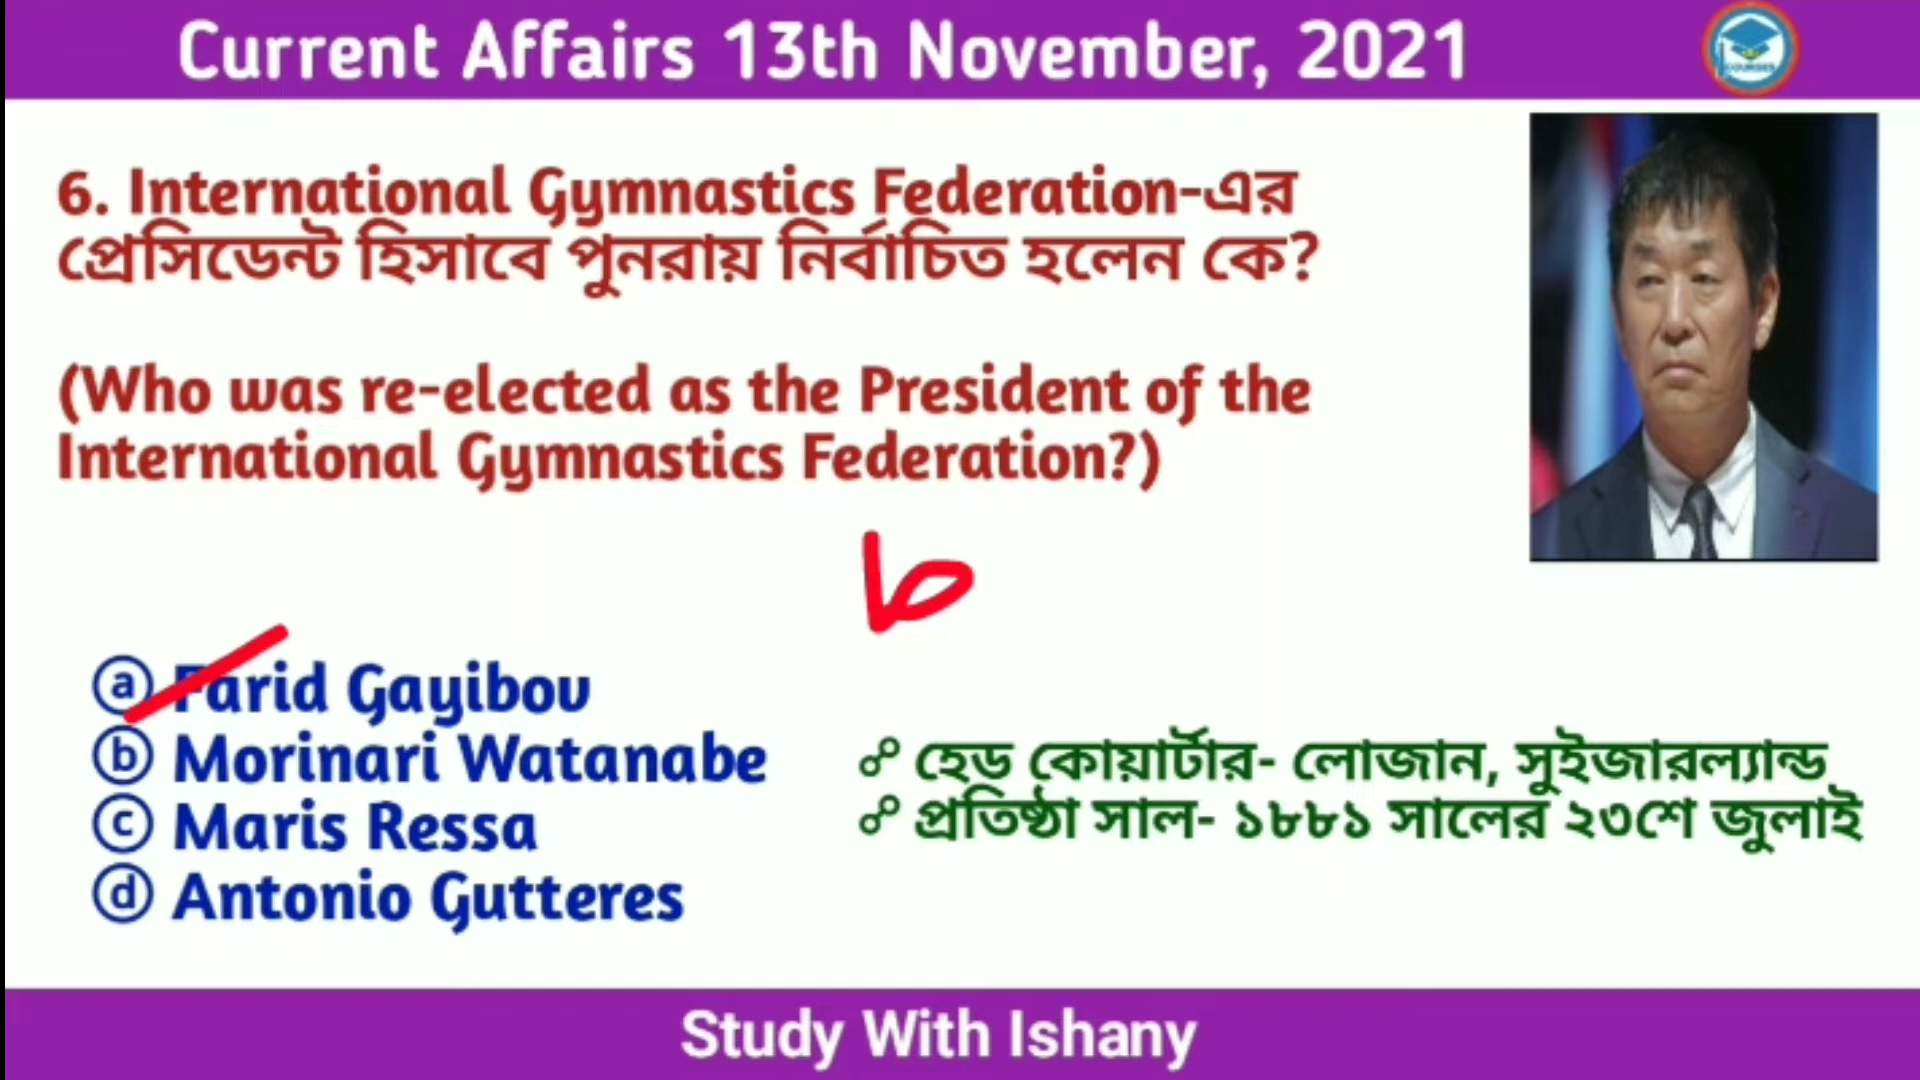 Current Affairs 13th November, 2021
COURSES
6. International Gymnastics Federation-এর
প্রেসিডেন্ট হিসাবে পুনরায় নির্বাচিত হলেন কে?
(Who was re-elected as the President of the
International Gymnastics Federation?)
b
ⓐ Farid Gayibov
ⓑ Morinari Watanabe
ⓒ Maris Ressa
ⓓ Antonio Gutteres
হেড কোয়ার্টার- লোজান, সুইজারল্যান্ড
প্রতিষ্ঠা সাল- ১৮৮১ সালের ২৩শে জুলাই
Study With Ishany